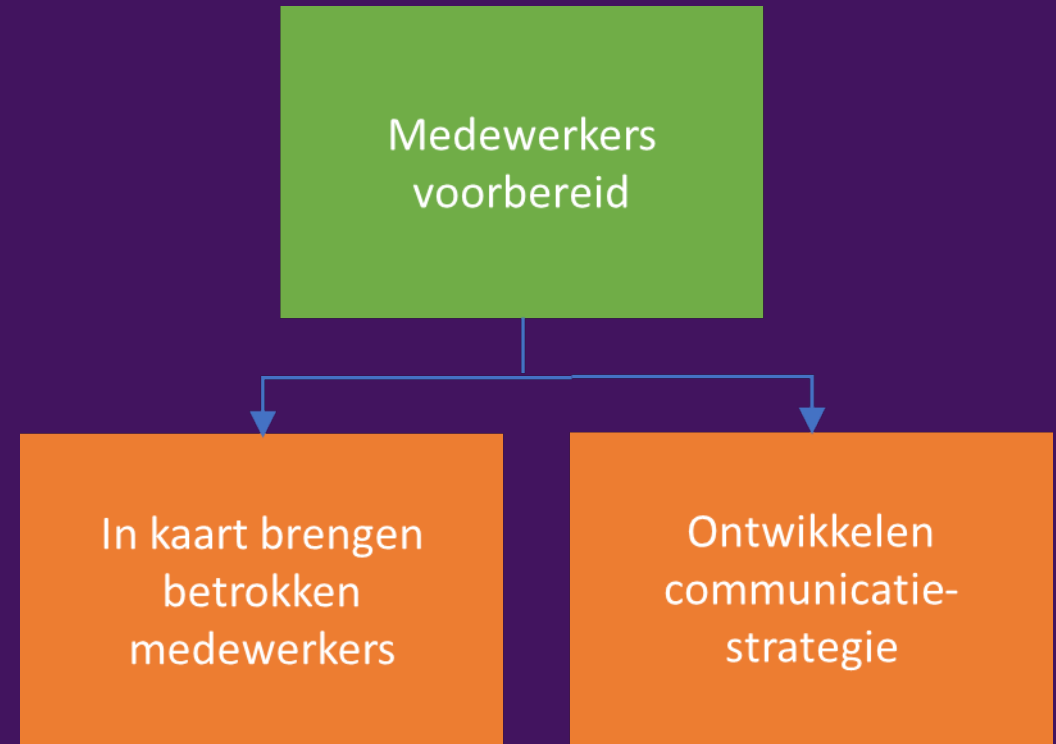 Medewerkers
voorbereid
In kaart brengen
betrokken
medewerkers
Ontwikkelen
communicatie-
strategie